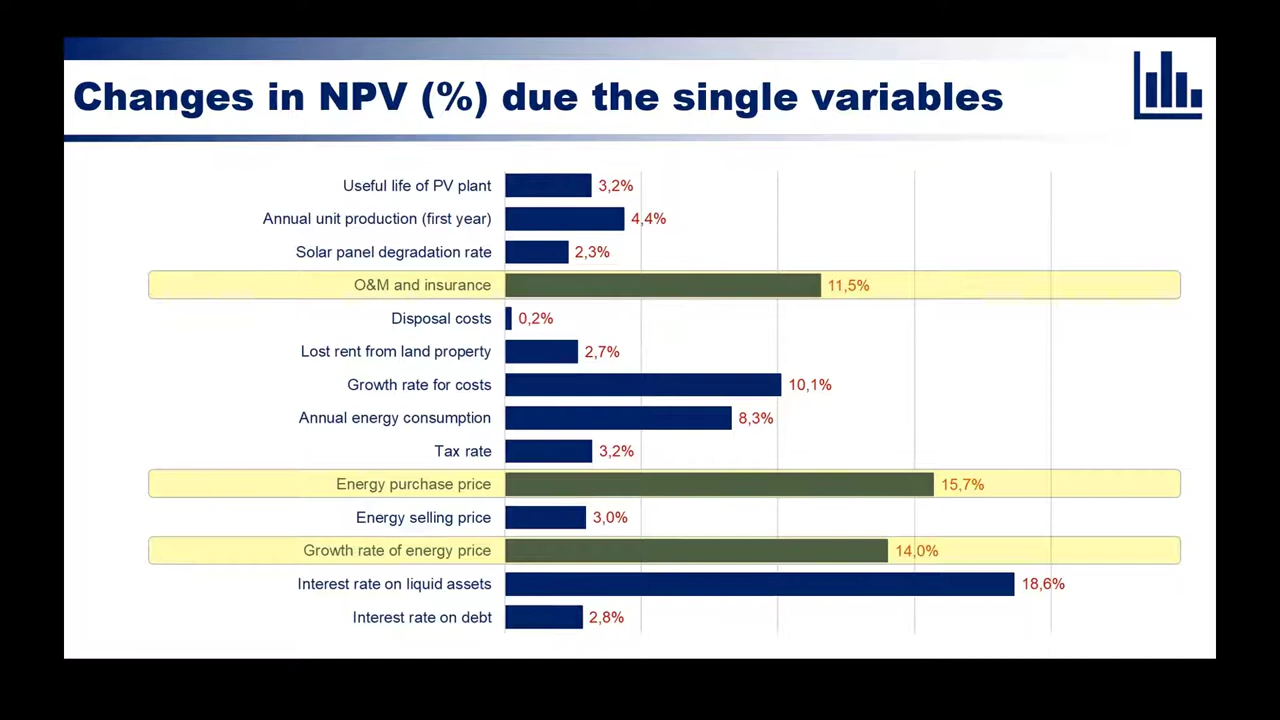 Changes in NPV (%) due the single variables
Useful life of PV plant 3,2%
Annual unit production (first year) 4,4%
Solar panel degradation rate 2,3%
O&M and insurance 11,5%
Disposal costs 0,2%
Lost rent from land property 2,7%
Growth rate for costs 10,1%
Annual energy consumption 8,3%
Tax rate 3,2%
Energy purchase price 15,7%
Energy selling price 3,0%
Growth rate of energy price 14,0%
Interest rate on liquid assets 18,6%
Interest rate on debt 2,8%